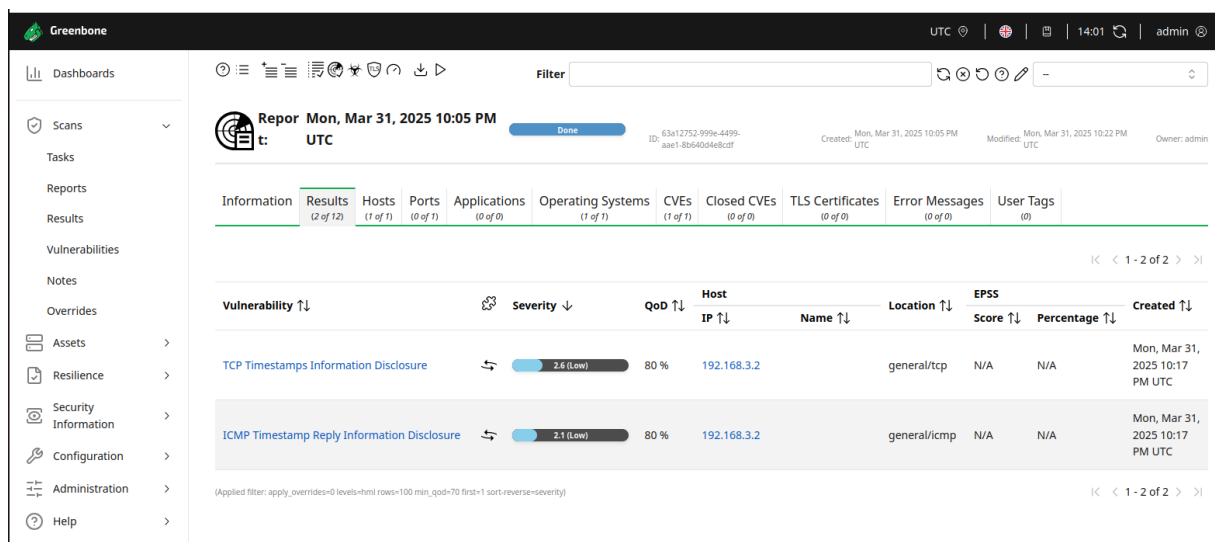 Greenbone
UTC
14:01
admin
Dashboards
Scans
Tasks
Reports
Results
Vulnerabilities
Notes
Overrides
Assets
Resilience
Security
Information
Configuration
Administration
Help
TLS
Filter
--
Repor
t:
Mon, Mar 31, 2025 10:05 PM
UTC
Done
ID: 63a12752-999e-4499-
aae1-8b640d4e8cdf
Created: Mon, Mar 31, 2025 10:05 PM
UTC
Modified: Mon, Mar 31, 2025 10:22 PM
UTC
Owner: admin
Information
Results
(2 of 12)
Hosts
(1 of 1)
Ports
(0 of 1)
Applications
(0 of 0)
Operating Systems
(1 of 1)
CVEs
(1 of 1)
Closed CVEs
(0 of 0)
TLS Certificates
(0 of 0)
Error Messages
(0 of 0)
User Tags
(0)
1 - 2 of 2
Vulnerability
Severity
QoD
Host
IP
Name
Location
EPSS
Score
Percentage
Created
TCP Timestamps Information Disclosure
2.6 (Low)
80 %
192.168.3.2
general/tcp
N/A
N/A
Mon, Mar 31,
2025 10:17
PM UTC
ICMP Timestamp Reply Information Disclosure
2.1 (Low)
80 %
192.168.3.2
general/icmp
N/A
N/A
Mon, Mar 31,
2025 10:17
PM UTC
(Applied filter: apply_overrides=0 levels=hml rows=100 min_qod=70 first=1 sort-reverse=severity)
1 - 2 of 2